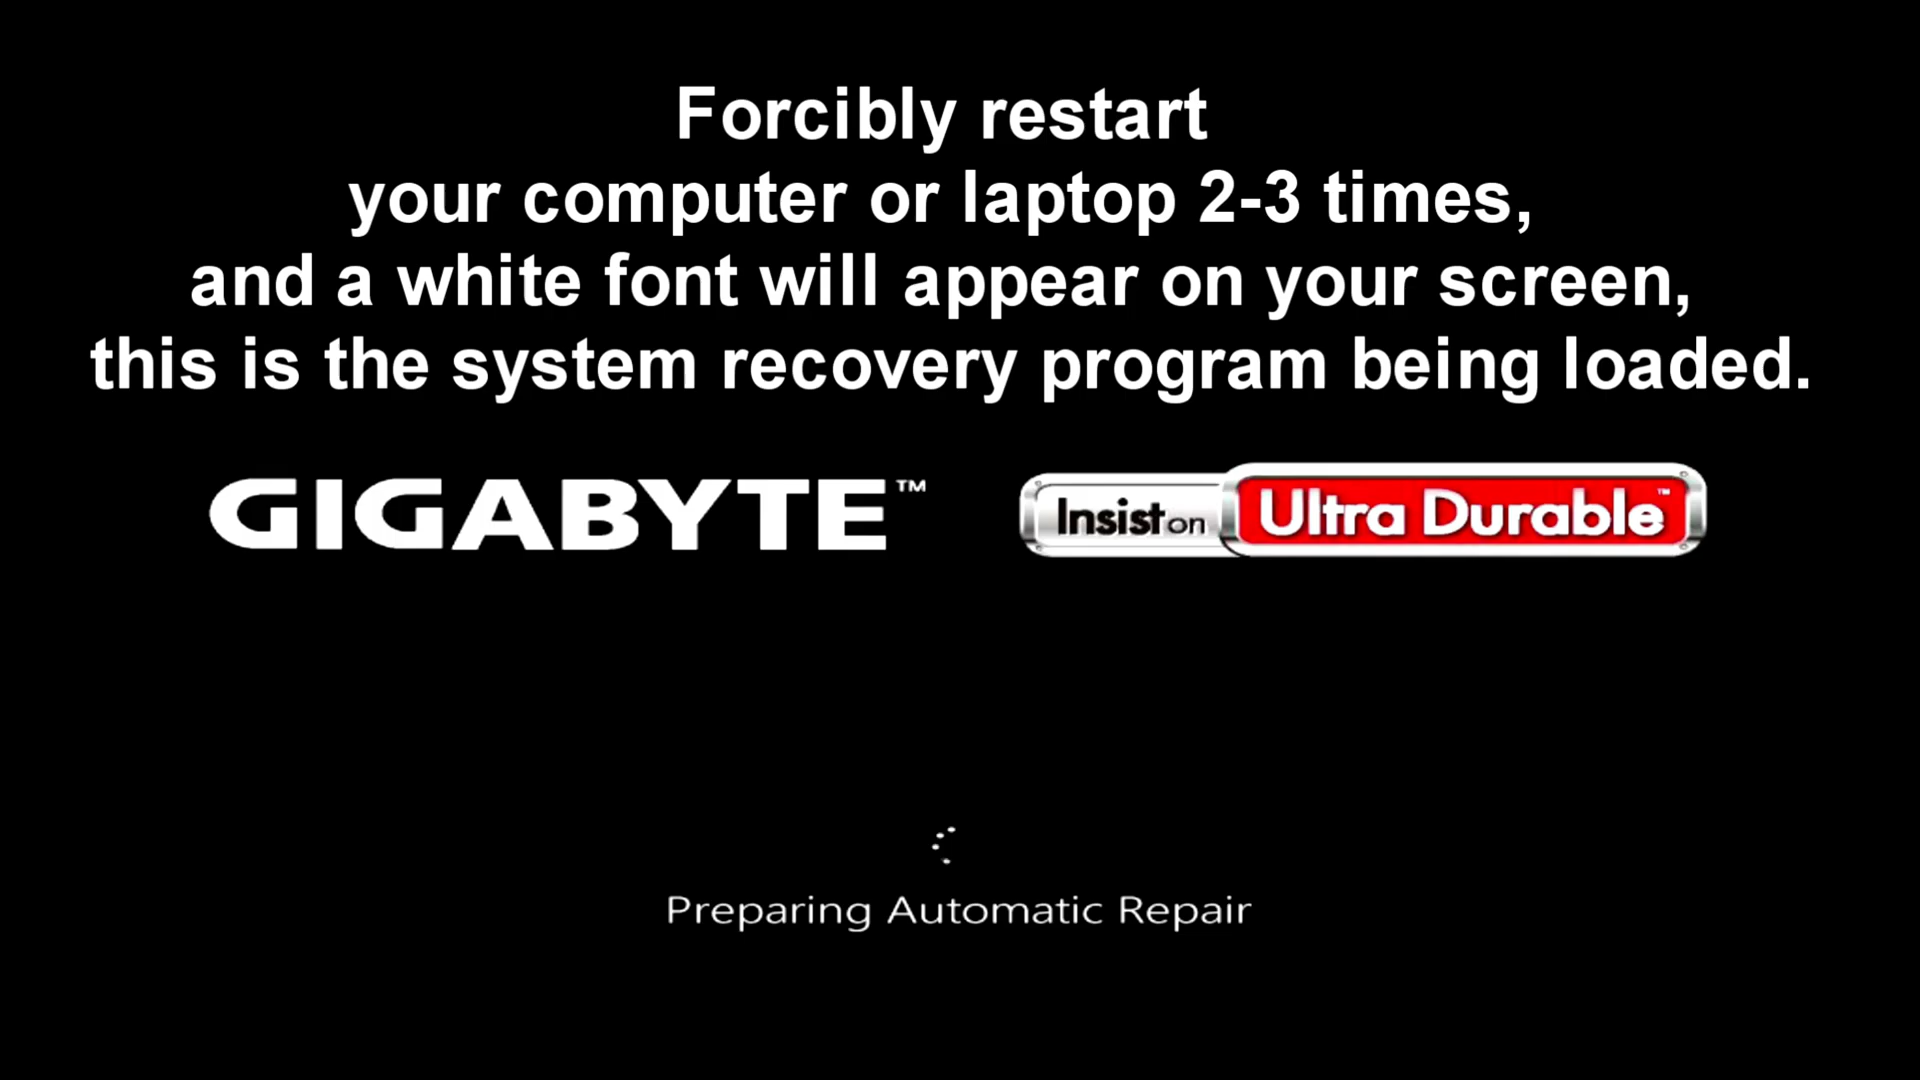 Forcibly restart
your computer or laptop 2-3 times,
and a white font will appear on your screen,
this is the system recovery program being loaded.
GIGABYTE™
Insist on Ultra Durable™
Preparing Automatic Repair